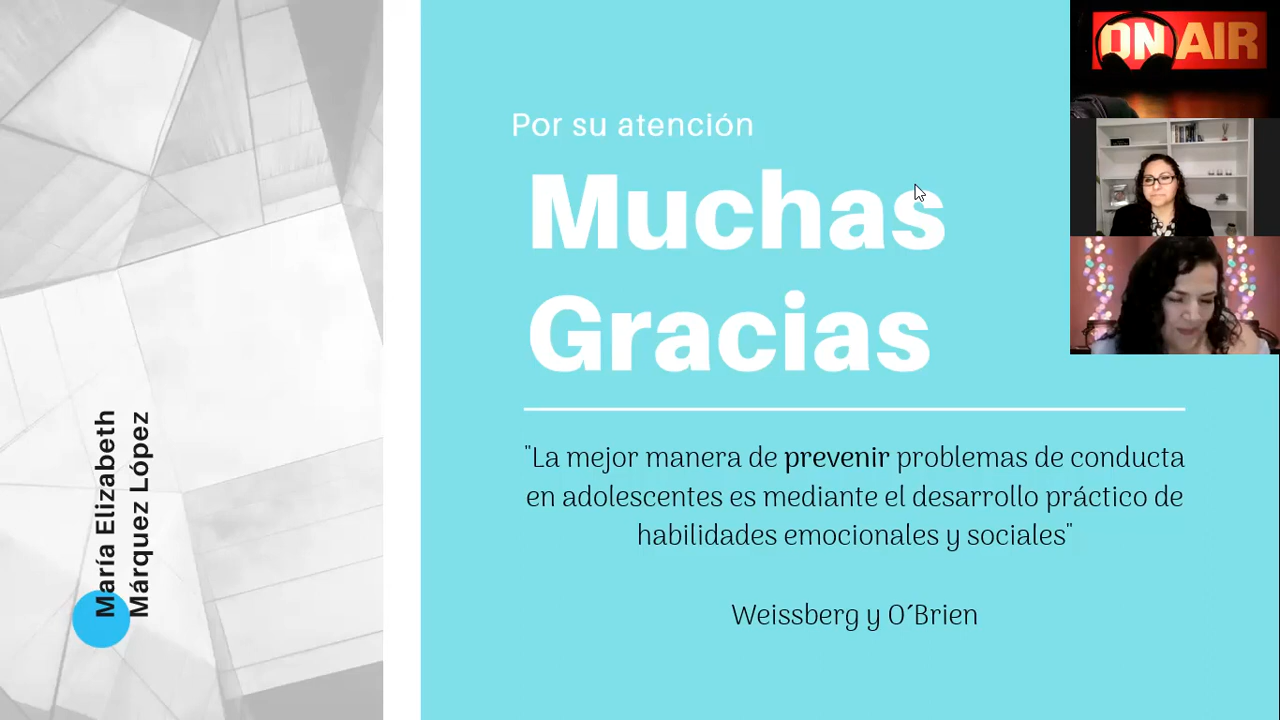 Por su atención
Muchas
Gracias
"La mejor manera de prevenir problemas de conducta
en adolescentes es mediante el desarrollo práctico de
habilidades emocionales y sociales"
Weissberg y O´Brien
María Elizabeth
Márquez López
ON AIR